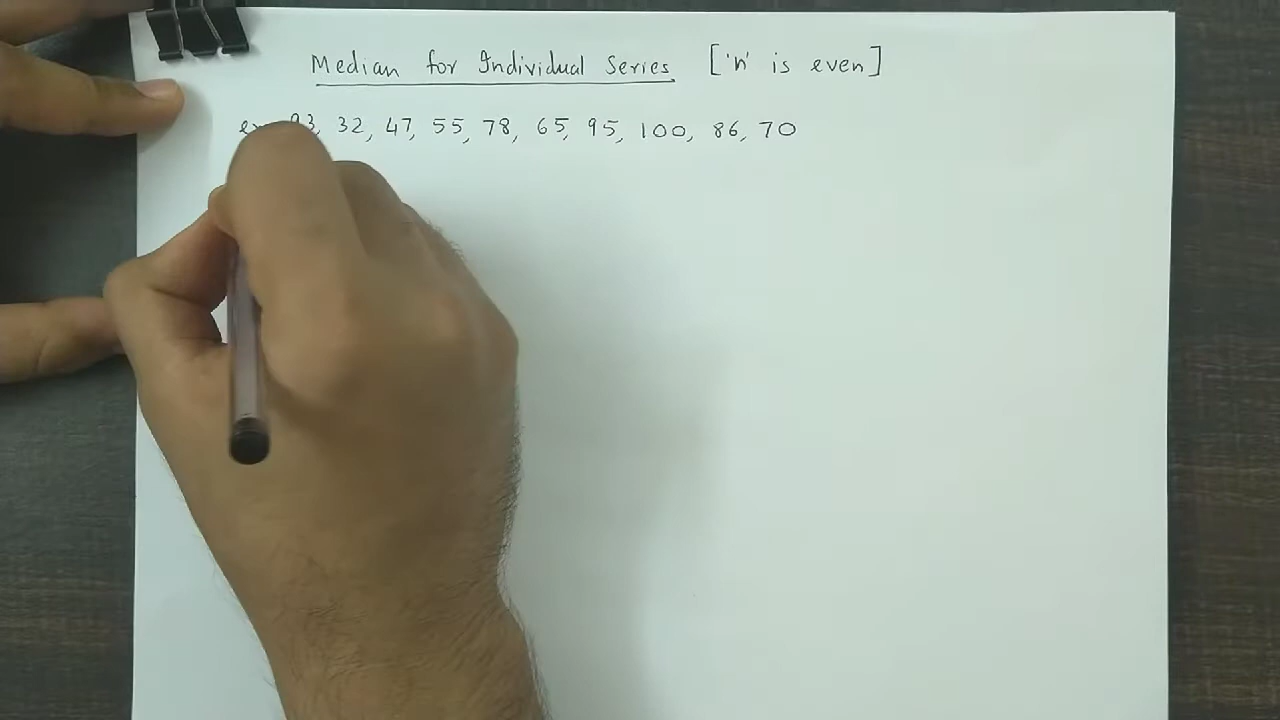 Median for Individual Series ['n' is even]
32, 47, 55, 78, 65, 95, 100, 86, 70